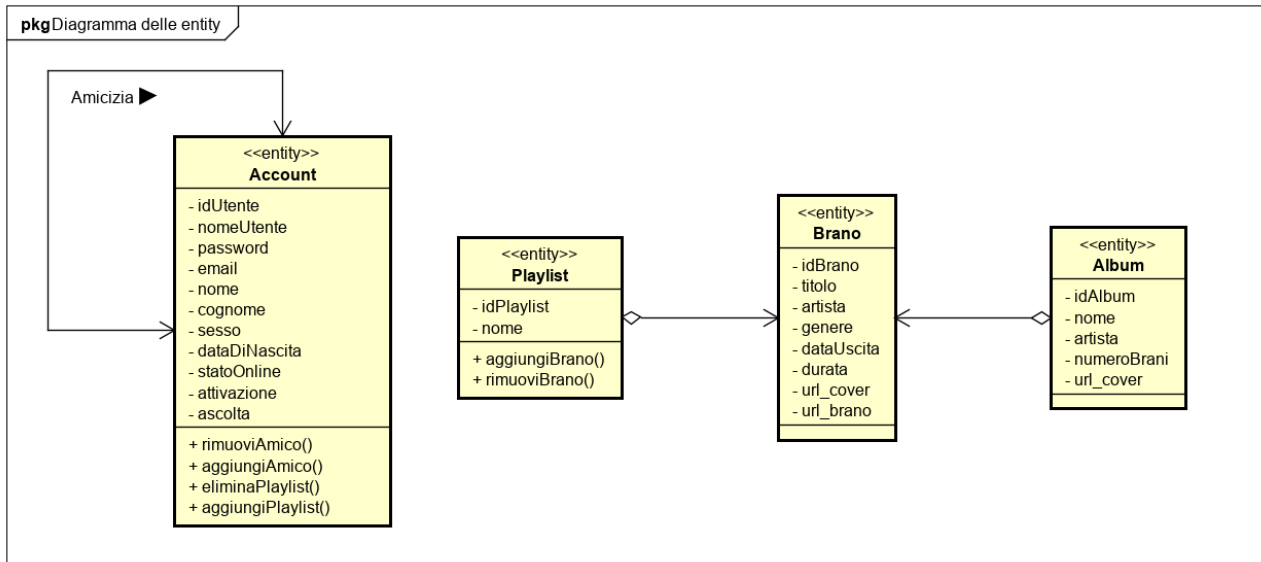 pkg Diagramma delle entity
Amicizia
<<entity>>
Account
- idUtente
- nomeUtente
- password
- email
- nome
- cognome
- sesso
- dataDiNascita
- statoOnline
- attivazione
- ascolta
+ rimuoviAmico()
+ aggiungiAmico()
+ eliminaPlaylist()
+ aggiungiPlaylist()
<<entity>>
Playlist
- idPlaylist
- nome
+ aggiungiBrano()
+ rimuoviBrano()
<<entity>>
Brano
- idBrano
- titolo
- artista
- genere
- dataUscita
- durata
- url_cover
- url_brano
<<entity>>
Album
- idAlbum
- nome
- artista
- numeroBrani
- url_cover